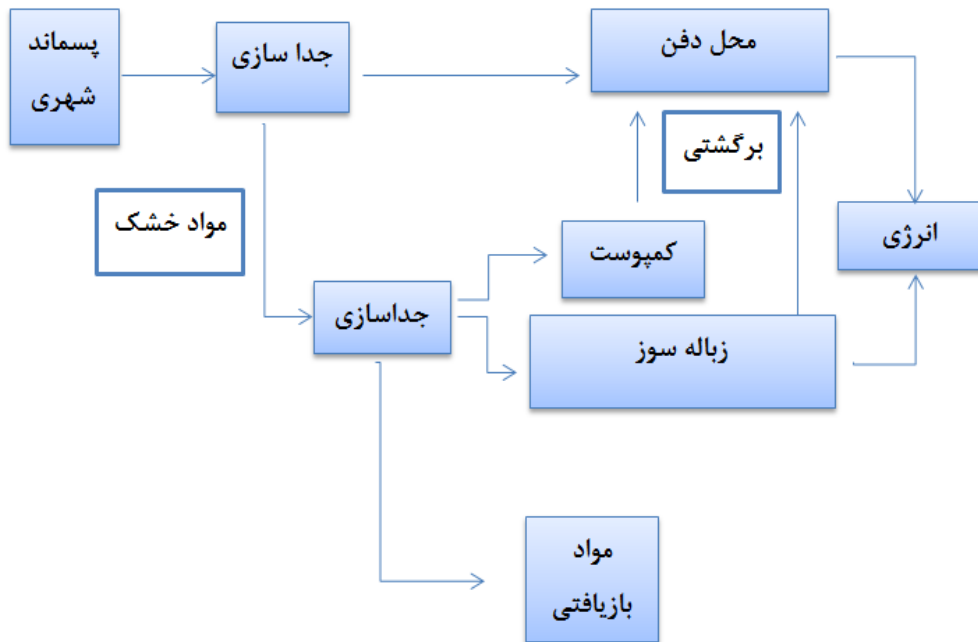 پسماند
شهری
جدا سازی
محل دفن
برگشتی
مواد خشک
انرژی
کمپوست
جداسازی
زباله سوز
مواد
بازیافتی